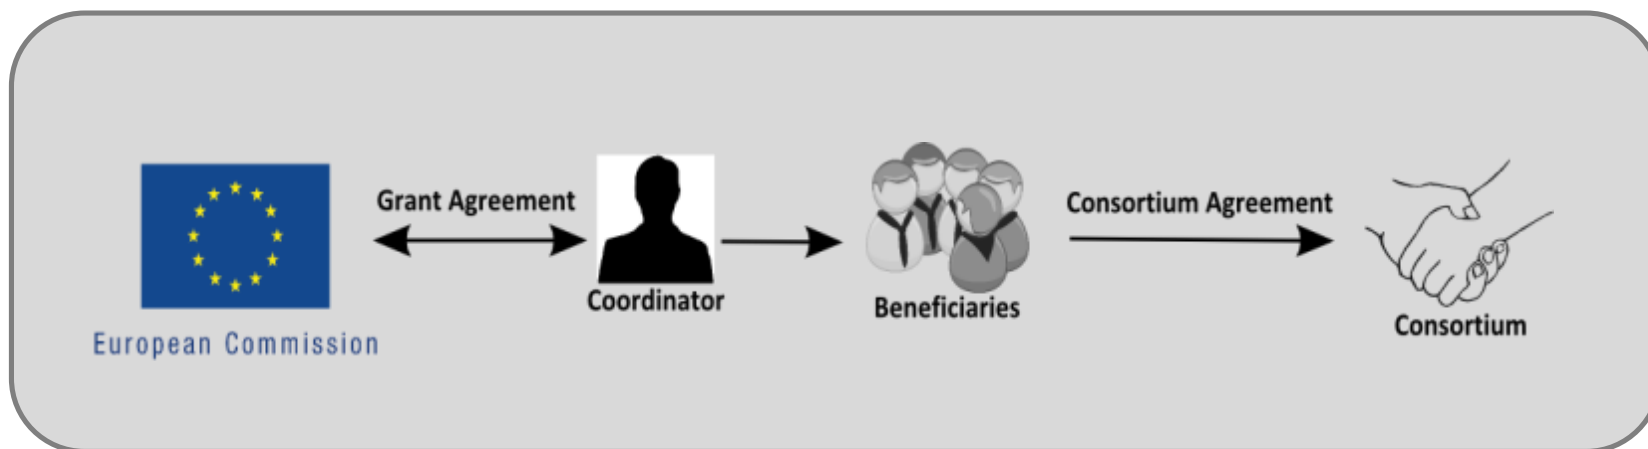 Grant Agreement
Consortium Agreement
Coordinator
Beneficiaries
Consortium
European Commission